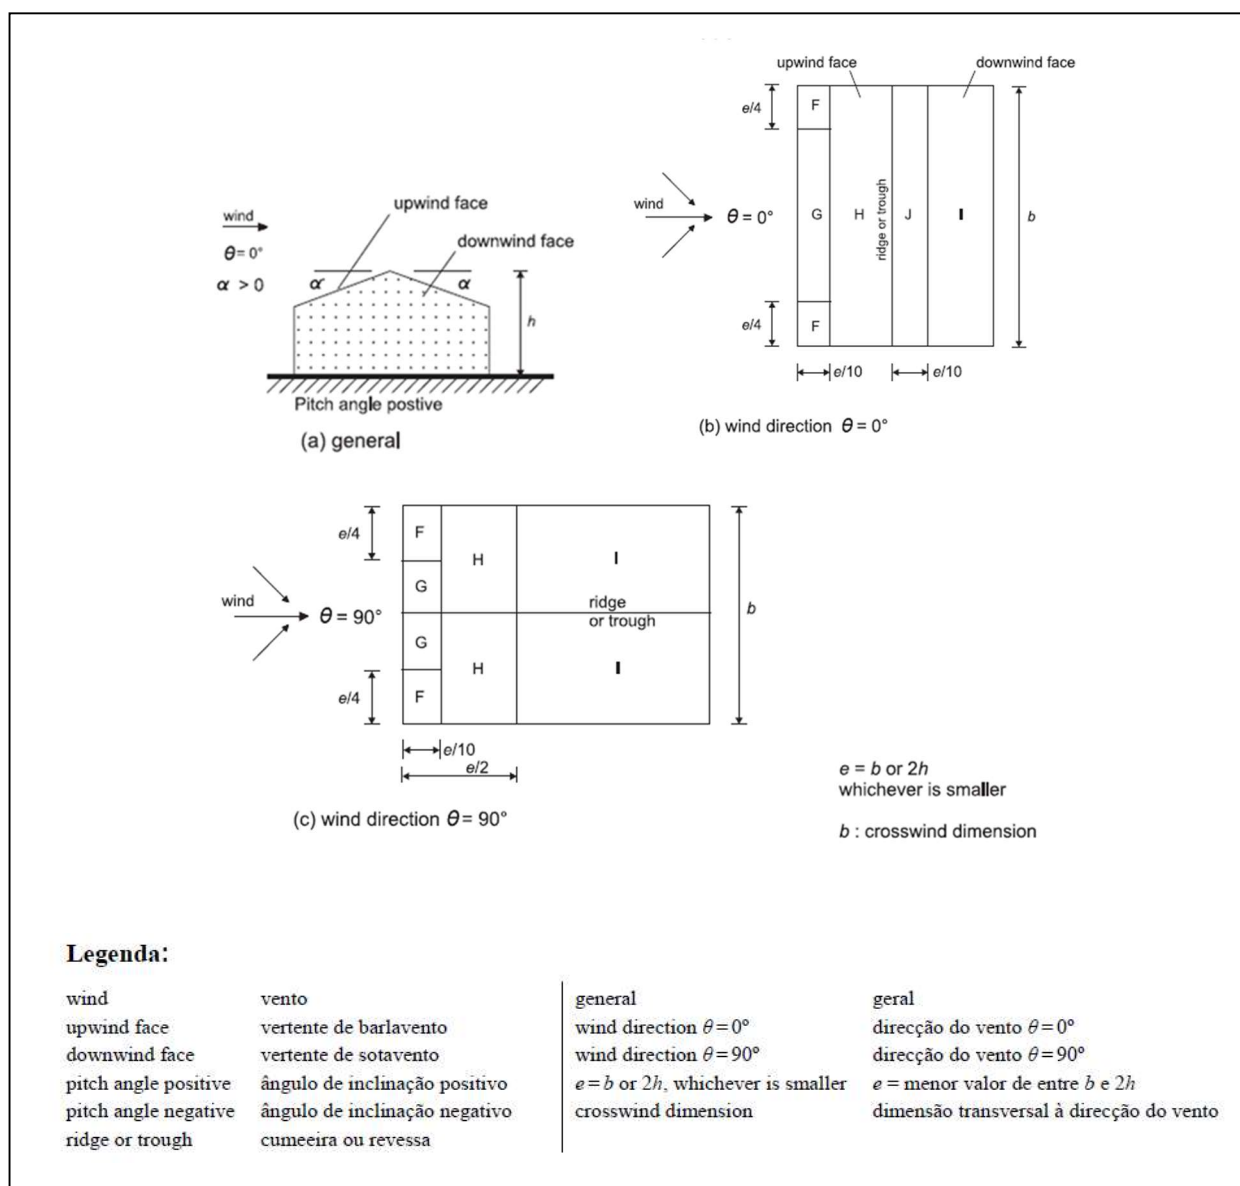 wind
θ = 0°
α > 0
upwind face
downwind face
α
α
h
Pitch angle postive
(a) general
upwind face
downwind face
e/4
F
wind
θ = 0°
G
H
ridge or trough
J
I
b
e/4
F
e/10
e/10
(b) wind direction θ = 0°
e/4
F
H
I
G
wind
θ = 90°
ridge
or trough
b
G
H
I
e/4
F
e/10
e/2
(c) wind direction θ = 90°
e = b or 2h
whichever is smaller
b : crosswind dimension
Legenda:
wind vento
upwind face vertente de barlavento
downwind face vertente de sotavento
pitch angle positive ângulo de inclinação positivo
pitch angle negative ângulo de inclinação negativo
ridge or trough cumeeira ou revessa
general geral
wind direction θ = 0° direcção do vento θ = 0°
wind direction θ = 90° direcção do vento θ = 90°
e = b or 2h, whichever is smaller e = menor valor de entre b e 2h
crosswind dimension dimensão transversal à direcção do vento